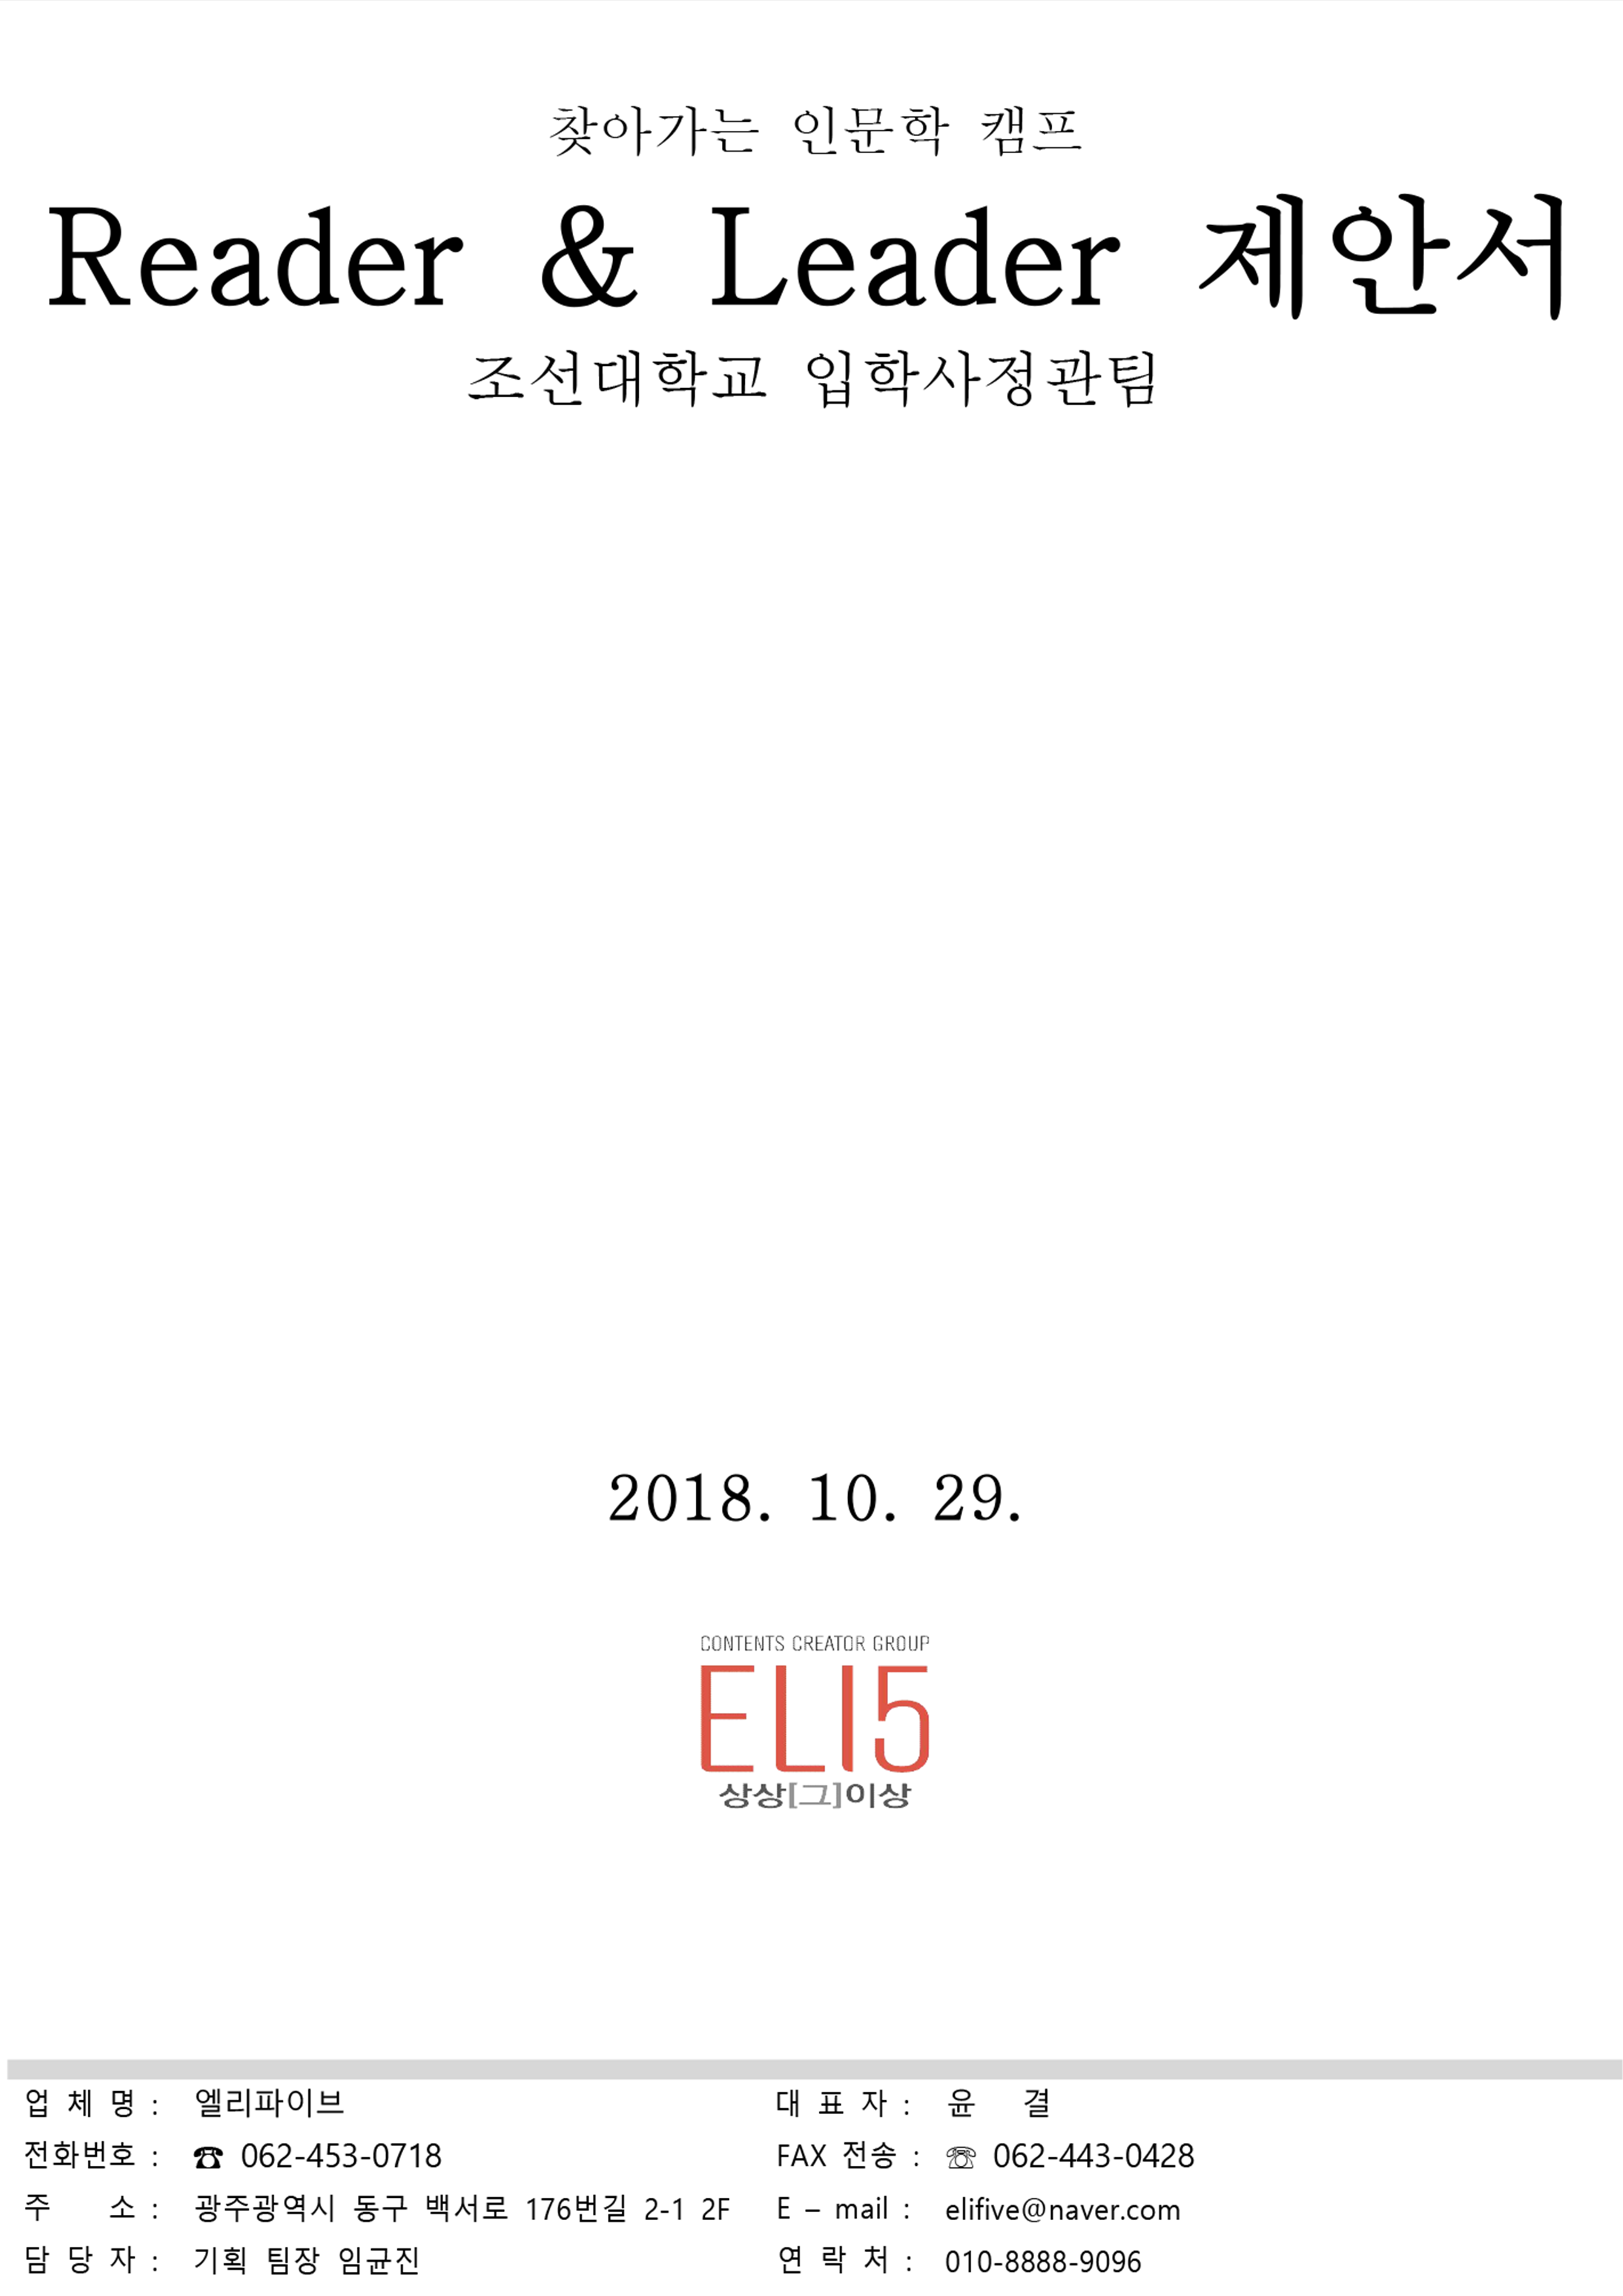 찾아가는 인문학 캠프
Reader & Leader 제안서
조선대학교 입학사정관팀
2018. 10. 29.
CONTENTS CREATOR GROUP
ELI5
상상[그]이상
업 체 명 : 엘리파이브 대 표 자 : 윤 결
전화번호 : ☎ 062-453-0718 FAX 전송 : ☏ 062-443-0428
주 소 : 광주광역시 동구 백서로 176번길 2-1 2F E – mail : elifive@naver.com
담 당 자 : 기획 팀장 임균진 연 락 처 : 010-8888-9096